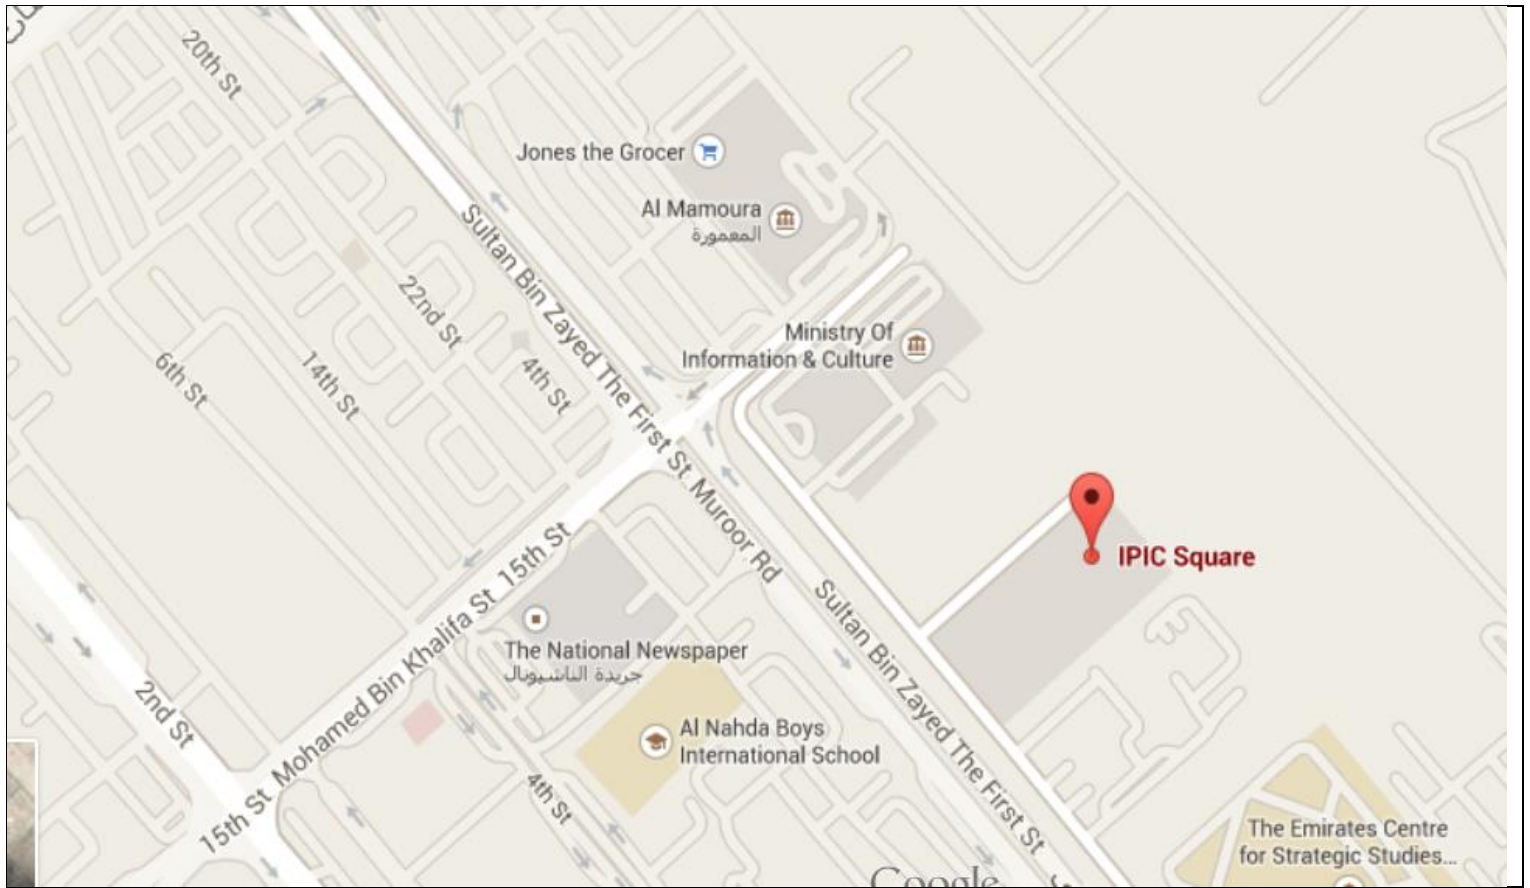 20th St
Jones the Grocer
Al Mamoura
المعمورة
Sultan Bin Zayed The First St
22nd St
Ministry Of
Information & Culture
14th St
6th St
4th St
Muroor Rd
IPIC Square
15th St
Mohamed Bin Khalifa St
The National Newspaper
جريدة الناشيونال
Sultan Bin Zayed The First St
2nd St
Al Nahda Boys
International School
4th St
15th St
The Emirates Centre
for Strategic Studies...
Google